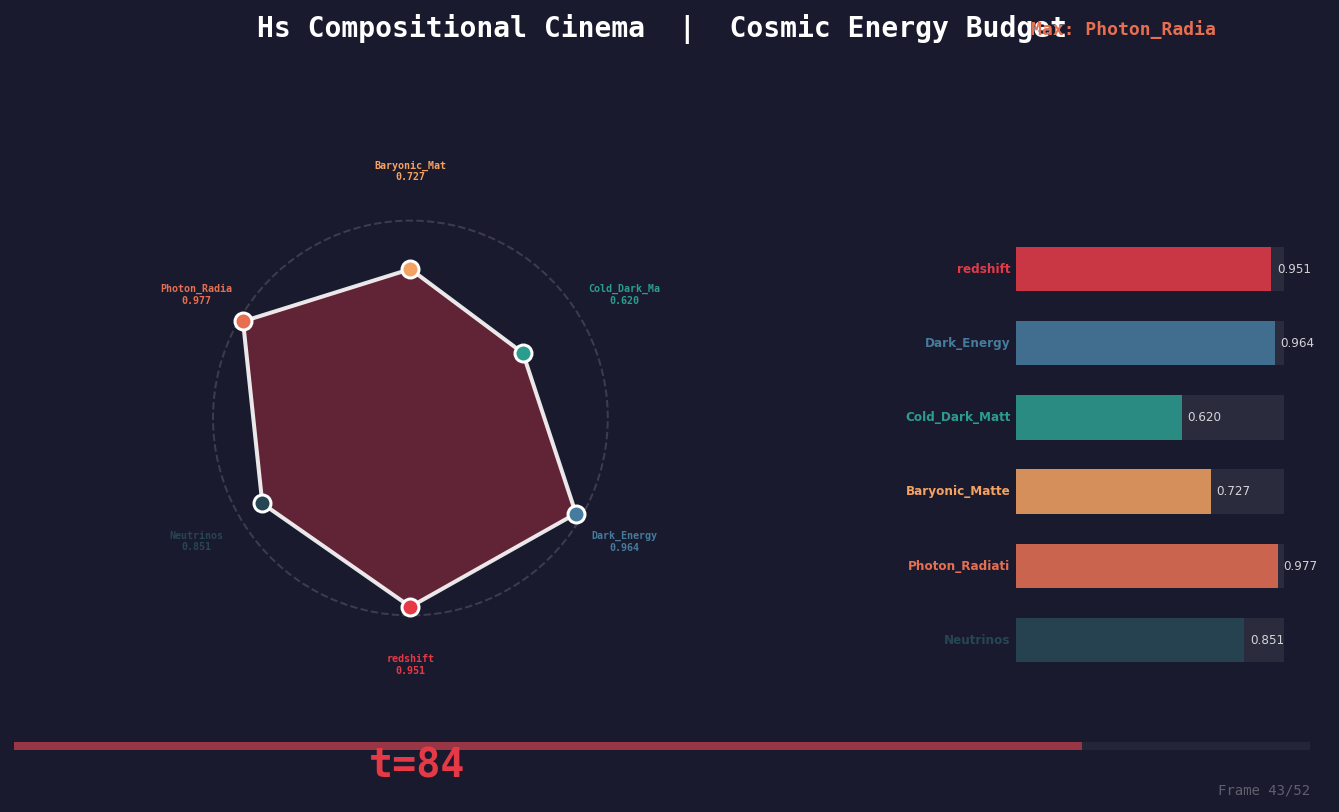 Hs Compositional Cinema | Cosmic Energy Budget
Max: Photon_Radia
Baryonic_Mat
0.727
Photon_Radia
0.977
Cold_Dark_Ma
0.620
Neutrinos
0.851
Dark_Energy
0.964
redshift
0.951
redshift 0.951
Dark_Energy 0.964
Cold_Dark_Matt 0.620
Baryonic_Matte 0.727
Photon_Radiati 0.977
Neutrinos 0.851
t=84
Frame 43/52